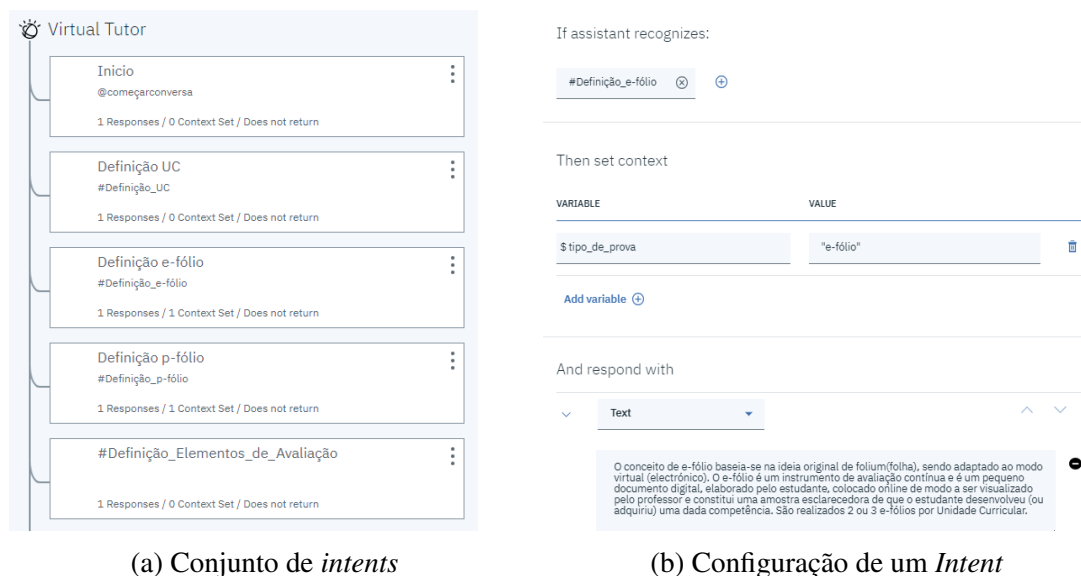 Virtual Tutor
Inicio
@começarconversa
1 Responses / 0 Context Set / Does not return
Definição UC
#Definição_UC
1 Responses / 0 Context Set / Does not return
Definição e-fólio
#Definição_e-fólio
1 Responses / 1 Context Set / Does not return
Definição p-fólio
#Definição_p-fólio
1 Responses / 1 Context Set / Does not return
#Definição_Elementos_de_Avaliação
1 Responses / 0 Context Set / Does not return
(a) Conjunto de intents
If assistant recognizes:
#Definição_e-fólio
Then set context
VARIABLE VALUE
$ tipo_de_prova "e-fólio"
Add variable
And respond with
Text
O conceito de e-fólio baseia-se na ideia original de folium(folha), sendo adaptado ao modo
virtual (electrónico). O e-fólio é um instrumento de avaliação contínua e é um pequeno
documento digital, elaborado pelo estudante, colocado online de modo a ser visualizado
pelo professor e constitui uma amostra esclarecedora de que o estudante desenvolveu (ou
adquiriu) uma dada competência. São realizados 2 ou 3 e-fólios por Unidade Curricular.
(b) Configuração de um Intent